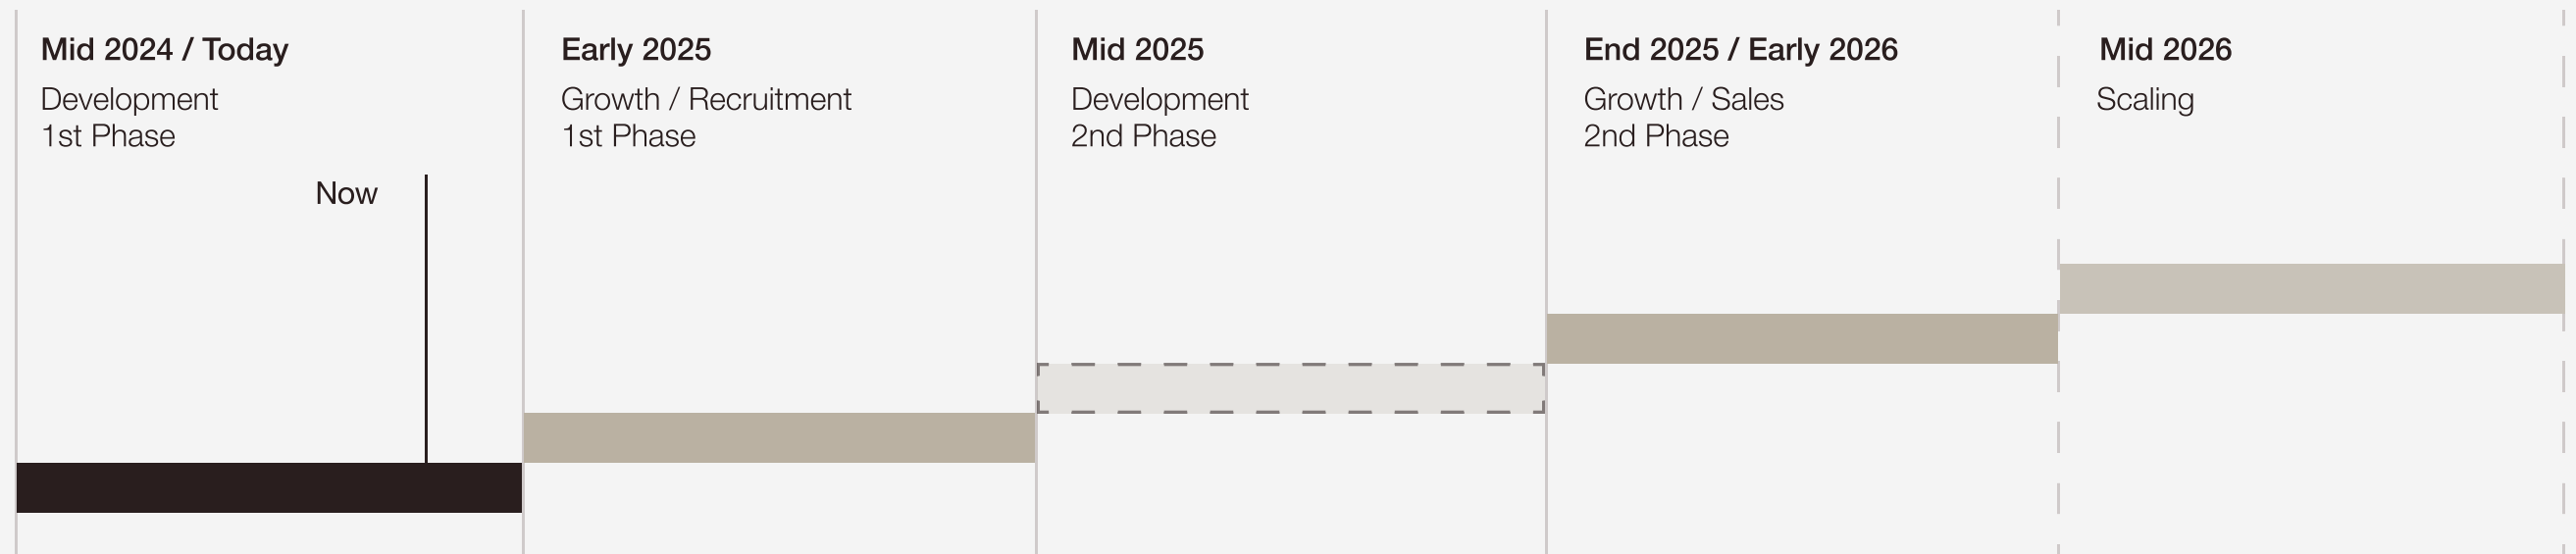 Mid 2024 / Today
Development
1st Phase
Now
Early 2025
Growth / Recruitment
1st Phase
Mid 2025
Development
2nd Phase
End 2025 / Early 2026
Growth / Sales
2nd Phase
Mid 2026
Scaling